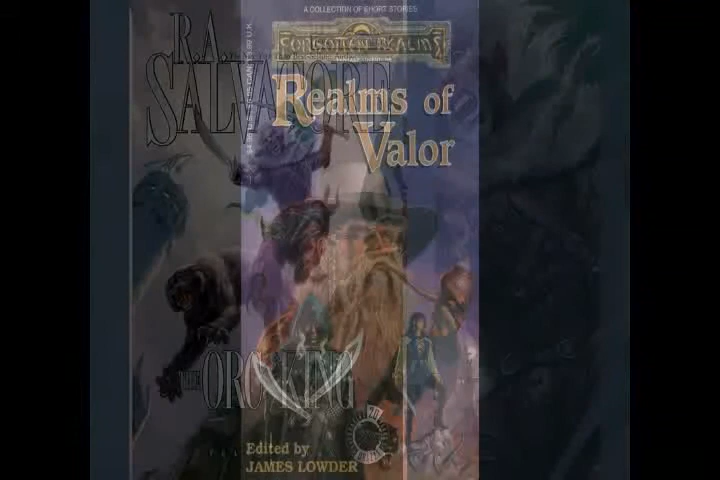 A COLLECTION OF SHORT STORIES
FORGOTTEN REALMS
R.A.
SALVATORE
Realms of
Valor
THE ORC KING
Edited by
JAMES LOWDER